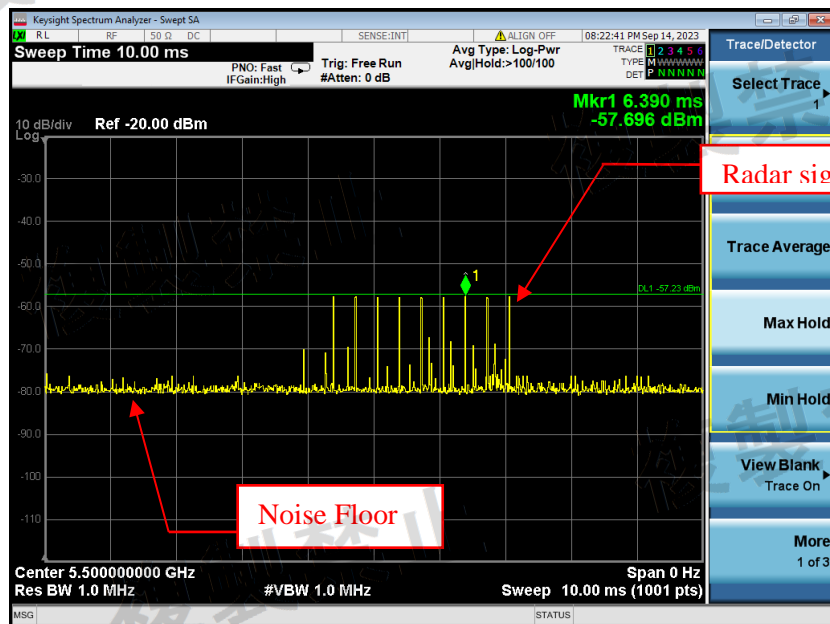 Keysight Spectrum Analyzer - Swept SA
LXI RL RF 50 Ω DC SENSE:INT ALIGN OFF 08:22:41 PM Sep 14, 2023
Sweep Time 10.00 ms
PNO: Fast
IFGain:High
Trig: Free Run
#Atten: 0 dB
Avg Type: Log-Pwr
Avg|Hold:>100/100
TRACE 1 2 3 4 5 6
TYPE M W W W W W
DET P N N N N N
Mkr1 6.390 ms
-57.696 dBm
10 dB/div
Log
Ref -20.00 dBm
-30.0
-40.0
-50.0
-60.0
-70.0
-80.0
-90.0
-100
-110
1
DL1 -57.23 dBm
Radar sig
Noise Floor
Center 5.500000000 GHz
Res BW 1.0 MHz
#VBW 1.0 MHz
Span 0 Hz
Sweep 10.00 ms (1001 pts)
MSG
STATUS
Trace/Detector
Select Trace
1
Trace Average
Max Hold
Min Hold
View Blank
Trace On
More
1 of 3